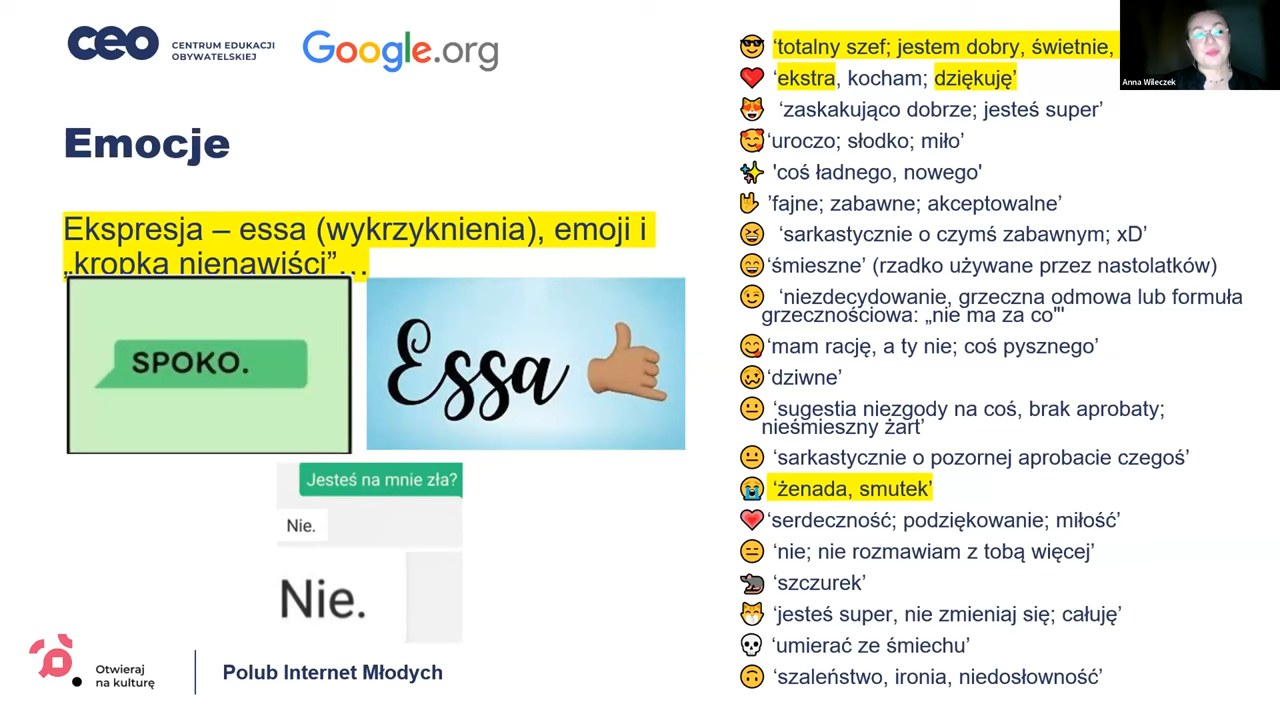 ceo CENTRUM EDUKACJI
OBYWATELSKIEJ
Google.org
Emocje
Ekspresja – essa (wykrzyknienia), emoji i
„kropka nienawiści”…
SPOKO.
Essa
Jesteś na mnie zła?
Nie.
Nie.
Otwieraj
na kulturę
Polub Internet Młodych
‘totalny szef; jestem dobry, świetnie,
‘ekstra, kocham; dziękuję’
‘zaskakująco dobrze; jesteś super’
‘uroczo; słodko; miło’
'coś ładnego, nowego'
’fajne; zabawne; akceptowalne’
‘sarkastycznie o czymś zabawnym; xD’
‘śmieszne’ (rzadko używane przez nastolatków)
‘niezdecydowanie, grzeczna odmowa lub formuła
grzecznościowa: „nie ma za co"'
‘mam rację, a ty nie; coś pysznego’
‘dziwne’
‘sugestia niezgody na coś, brak aprobaty;
nieśmieszny żart’
‘sarkastycznie o pozornej aprobacie czegoś’
‘żenada, smutek’
‘serdeczność; podziękowanie; miłość’
‘nie; nie rozmawiam z tobą więcej’
‘szczurek’
‘jesteś super, nie zmieniaj się; całuję’
‘umierać ze śmiechu’
‘szaleństwo, ironia, niedosłowność’
Anna Wileczek